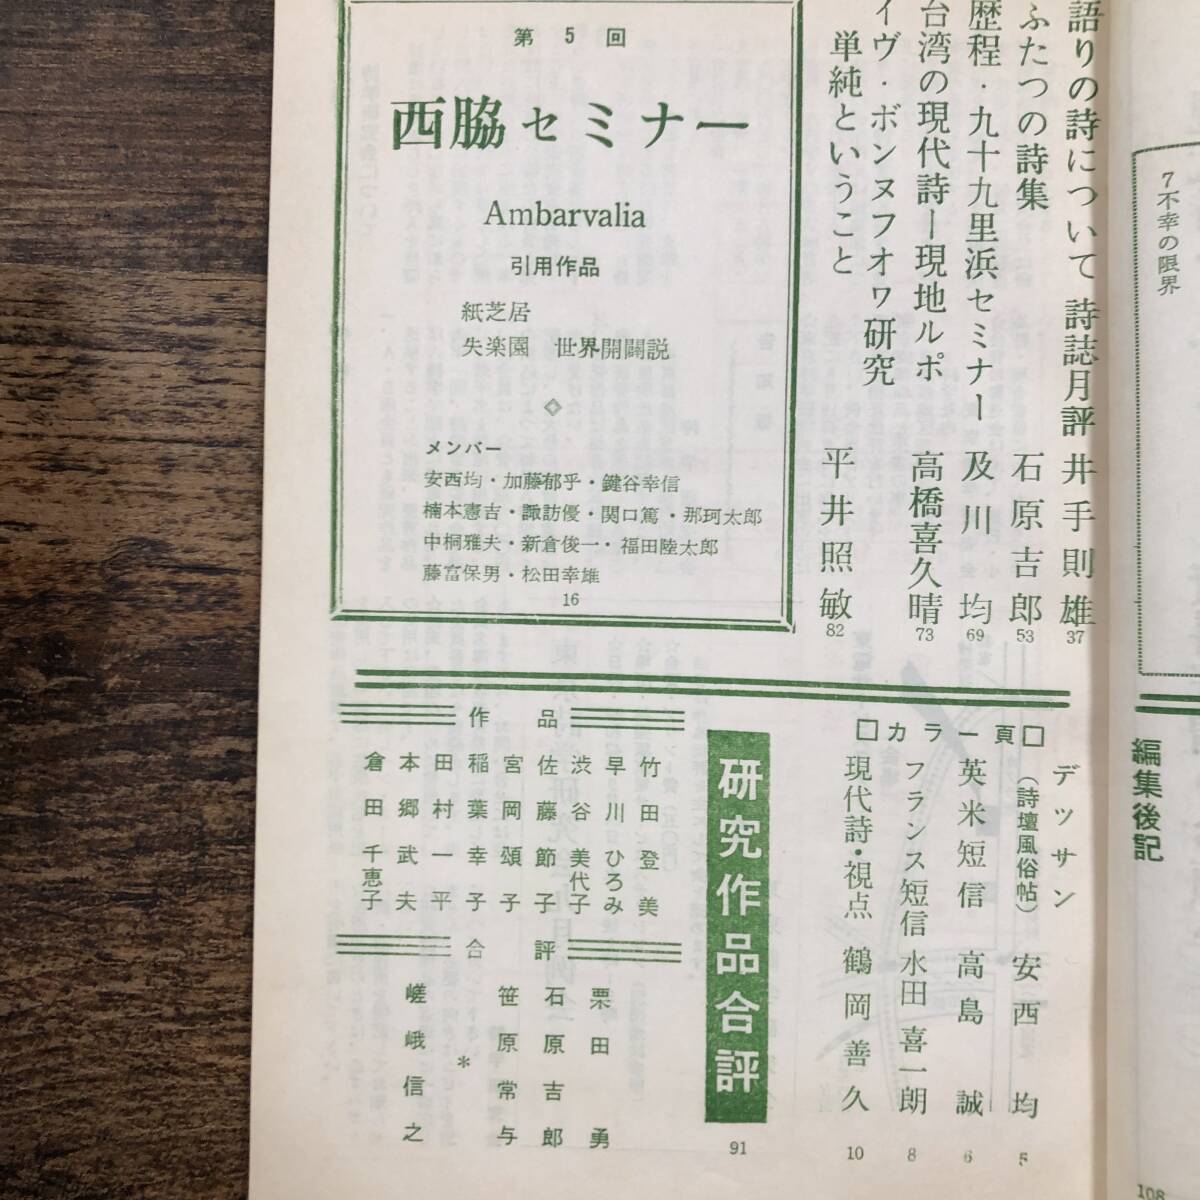 7不幸の限界
編集後記
108
語りの詩について 詩誌月評 井手則雄 37
ふたつの詩集 石原吉郎 53
歴程・九十九里浜セミナー 及川均 69
台湾の現代詩ー現地ルポ 高橋喜久晴 73
イヴ・ボンヌフォワ研究
単純ということ 平井照敏 82
第5回
西脇セミナー
Ambarvalia
引用作品
紙芝居
失楽園 世界開闢説
メンバー
安西均・加藤郁乎・鍵谷幸信
楠本憲吉・諏訪優・関口篤・那珂太郎
中桐雅夫・新倉俊一・福田陸太郎
藤富保男・松田幸雄
16
□カラー頁□
デッサン
(詩壇風俗帖) 安西均 5
英米短信 高島誠 6
フランス短信 水田喜一朗 8
現代詩・視点 鶴岡善久 10
研究作品合評
91
作品
竹田登美
早川ひろみ
渋谷美代子
佐藤節子
宮岡頌子
稲葉幸子
田村一平
本郷武夫
倉田千恵子
合評
栗田勇
石原吉郎
笹原常与
*
嵯峨信之